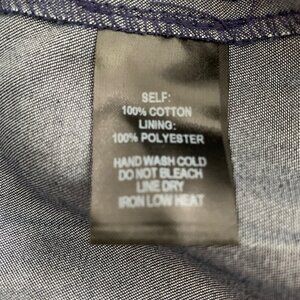 SELF:
100% COTTON
LINING:
100% POLYESTER
HAND WASH COLD
DO NOT BLEACH
LINE DRY
IRON LOW HEAT